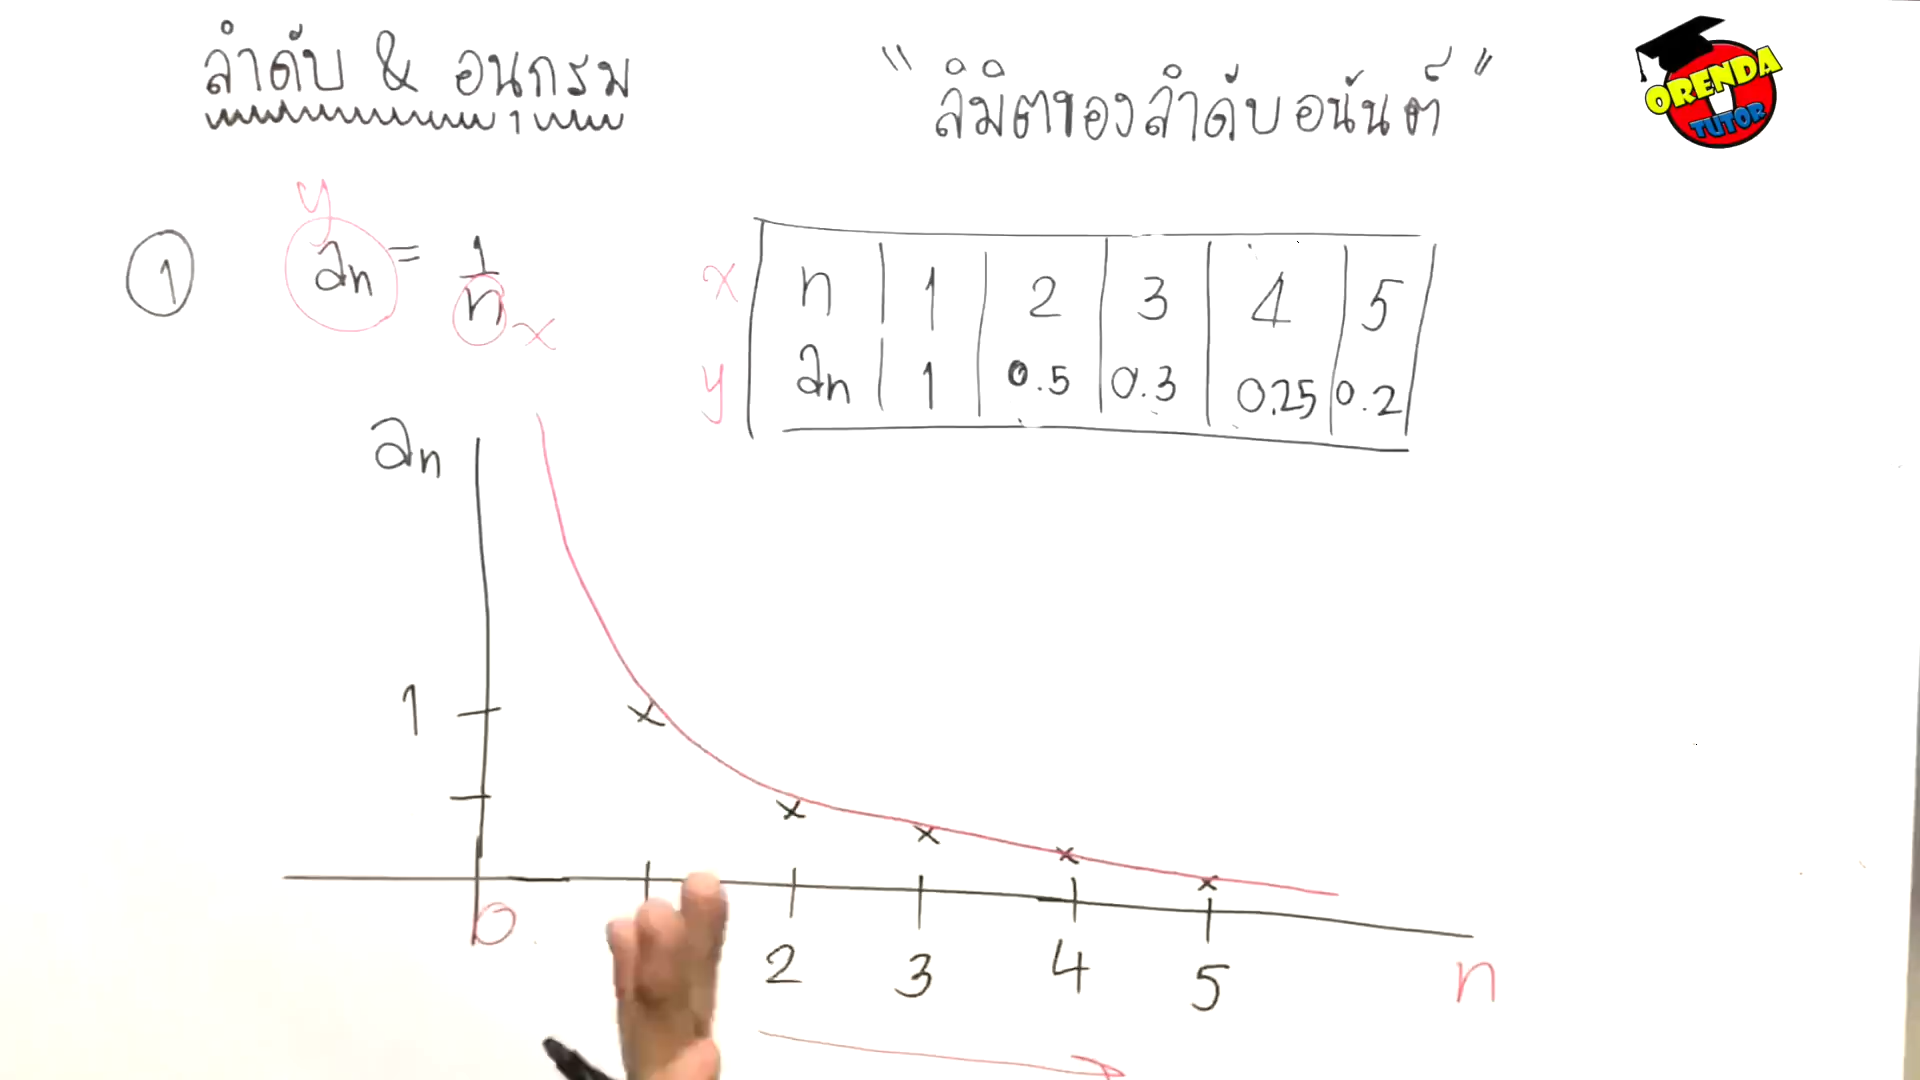 ลำดับ & อนุกรม
"ลิมิตของลำดับอนันต์"
ORENDA
TUTOR
y
1 an = 1/n x
x n 1 2 3 4 5
y an 1 0.5 0.3 0.25 0.2
an
1
0
2 3 4 5 n